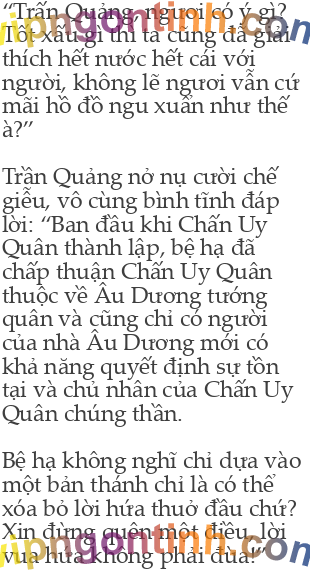 “Trấn Quảng, ngươi có ý gì?
Tốt xấu gì thì ta cũng đã giải
thích hết nước hết cái với
ngươi, không lẽ ngươi vẫn cứ
mãi hồ đồ ngu xuẩn như thế
à?”
Trần Quảng nở nụ cười chế
giễu, vô cùng bình tĩnh đáp
lời: “Ban đầu khi Chấn Uy
Quân thành lập, bệ hạ đã
chấp thuận Chấn Uy Quân
thuộc về Âu Dương tướng
quân và cũng chỉ có người
của nhà Âu Dương mới có
khả năng quyết định sự tồn
tại và chủ nhân của Chấn Uy
Quân chúng thần.
Bệ hạ không nghĩ chỉ dựa vào
một bản thánh chỉ là có thể
xóa bỏ lời hứa thuở đầu chứ?
Xin đừng quên một điều, lời
vua hứa không phải đùa!”
vipngontinh.com
vipngontinh.com